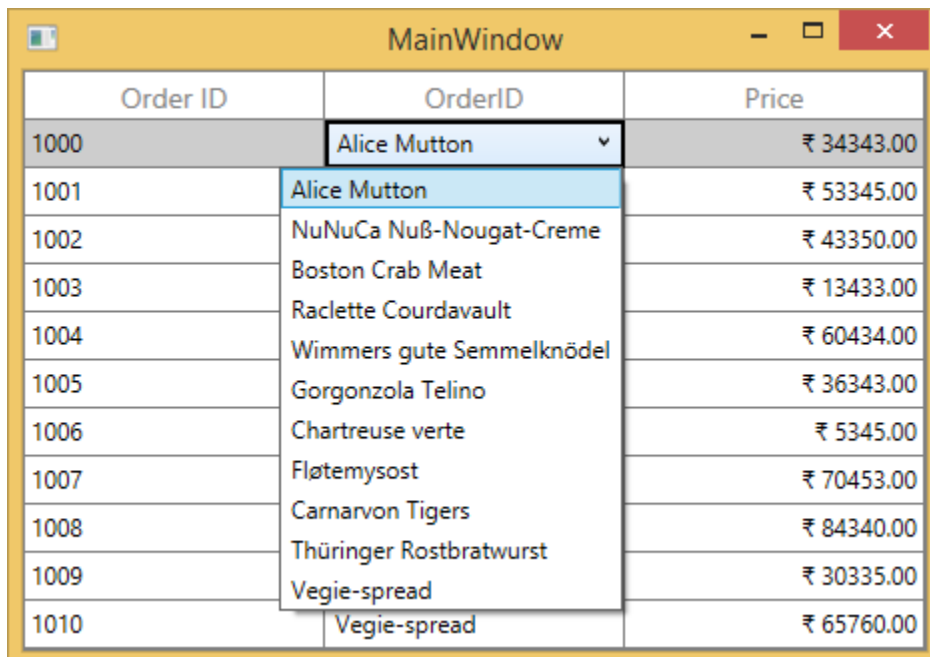 MainWindow
Order ID OrderID Price
1000 Alice Mutton ₹ 34343.00
1001 Alice Mutton ₹ 53345.00
NuNuCa Nuß-Nougat-Creme
1002 ₹ 43350.00
Boston Crab Meat
1003 ₹ 13433.00
Raclette Courdavault
1004 ₹ 60434.00
Wimmers gute Semmelknödel
1005 Gorgonzola Telino ₹ 36343.00
1006 Chartreuse verte ₹ 5345.00
1007 Fløtemysost ₹ 70453.00
Carnarvon Tigers
1008 ₹ 84340.00
Thüringer Rostbratwurst
1009 ₹ 30335.00
Vegie-spread
1010 Vegie-spread ₹ 65760.00